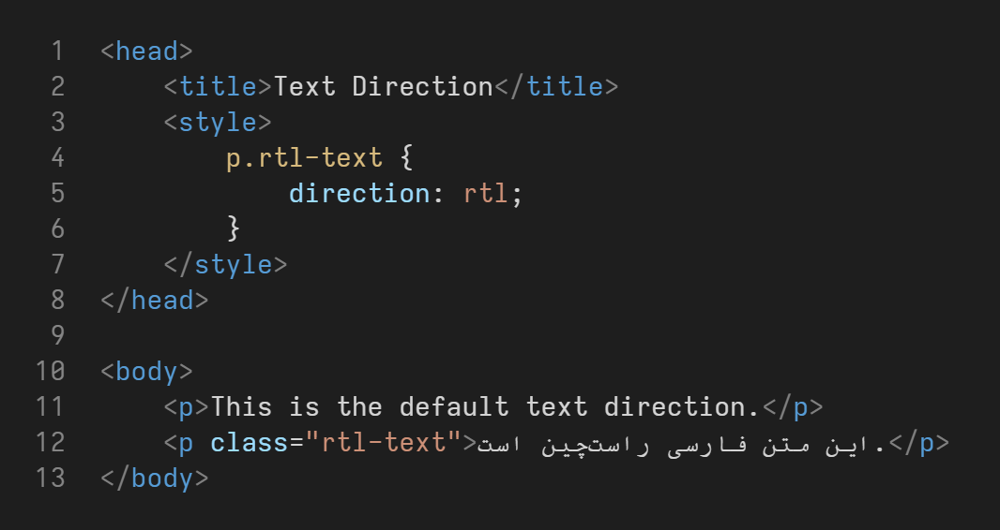 1 <head>
2     <title>Text Direction</title>
3     <style>
4         p.rtl-text {
5             direction: rtl;
6         }
7     </style>
8 </head>
9
10 <body>
11     <p>This is the default text direction.</p>
12     <p class="rtl-text">این متن فارسی راست‌چین است.</p>
13 </body>